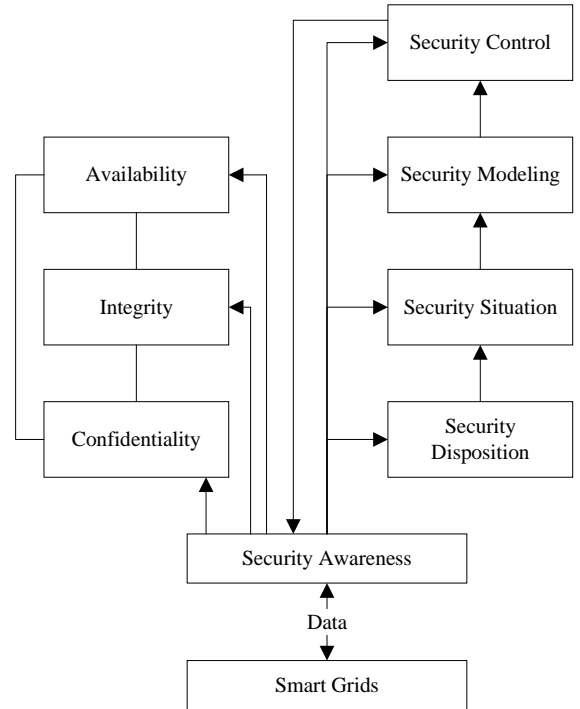 Security Control
Availability
Security Modeling
Integrity
Security Situation
Confidentiality
Security
Disposition
Security Awareness
Data
Smart Grids